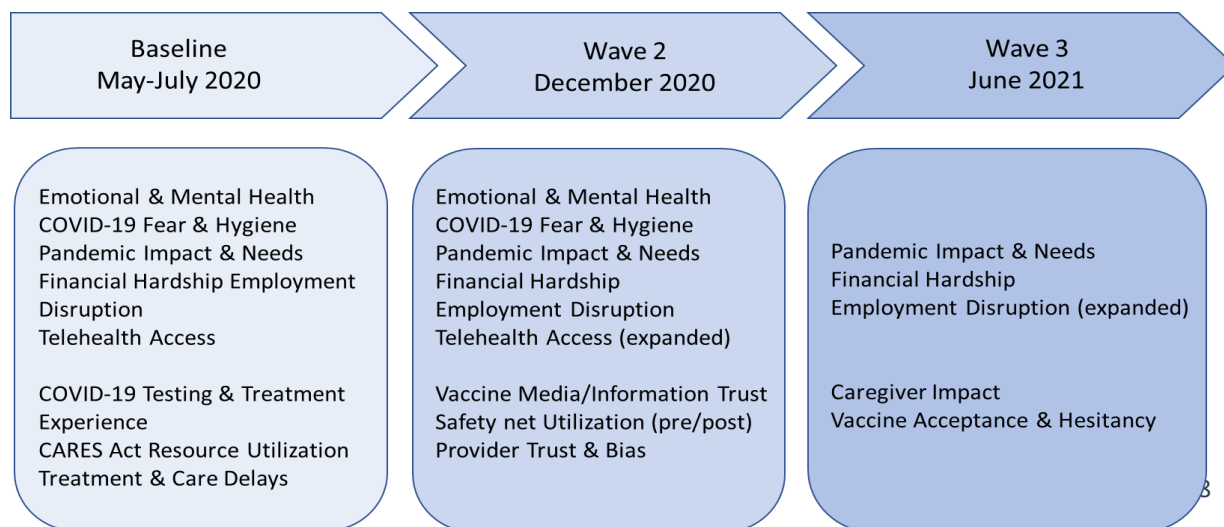 Baseline
May-July 2020
Wave 2
December 2020
Wave 3
June 2021
Emotional & Mental Health
COVID-19 Fear & Hygiene
Pandemic Impact & Needs
Financial Hardship Employment
Disruption
Telehealth Access
COVID-19 Testing & Treatment
Experience
CARES Act Resource Utilization
Treatment & Care Delays
Emotional & Mental Health
COVID-19 Fear & Hygiene
Pandemic Impact & Needs
Financial Hardship
Employment Disruption
Telehealth Access (expanded)
Vaccine Media/Information Trust
Safety net Utilization (pre/post)
Provider Trust & Bias
Pandemic Impact & Needs
Financial Hardship
Employment Disruption (expanded)
Caregiver Impact
Vaccine Acceptance & Hesitancy